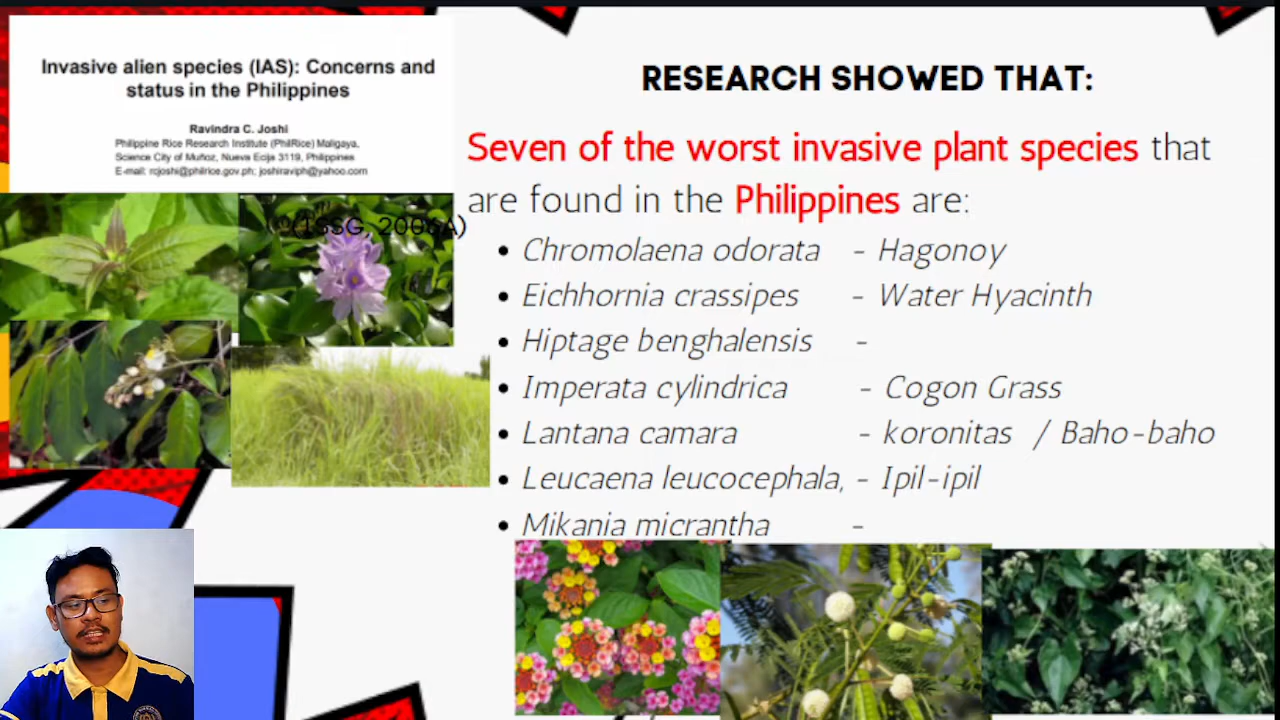 Invasive alien species (IAS): Concerns and
status in the Philippines
Ravindra C. Joshi
Philippine Rice Research Institute (PhilRice) Maligaya,
Science City of Muñoz, Nueva Ecija 3119, Philippines
E-mail: rcjoshi@philrice.gov.ph; joshiraviph@yahoo.com
(ISSG, 2006A)
RESEARCH SHOWED THAT:
Seven of the worst invasive plant species that
are found in the Philippines are:
• Chromolaena odorata - Hagonoy
• Eichhornia crassipes - Water Hyacinth
• Hiptage benghalensis -
• Imperata cylindrica - Cogon Grass
• Lantana camara - koronitas / Baho-baho
• Leucaena leucocephala, - Ipil-ipil
• Mikania micrantha -